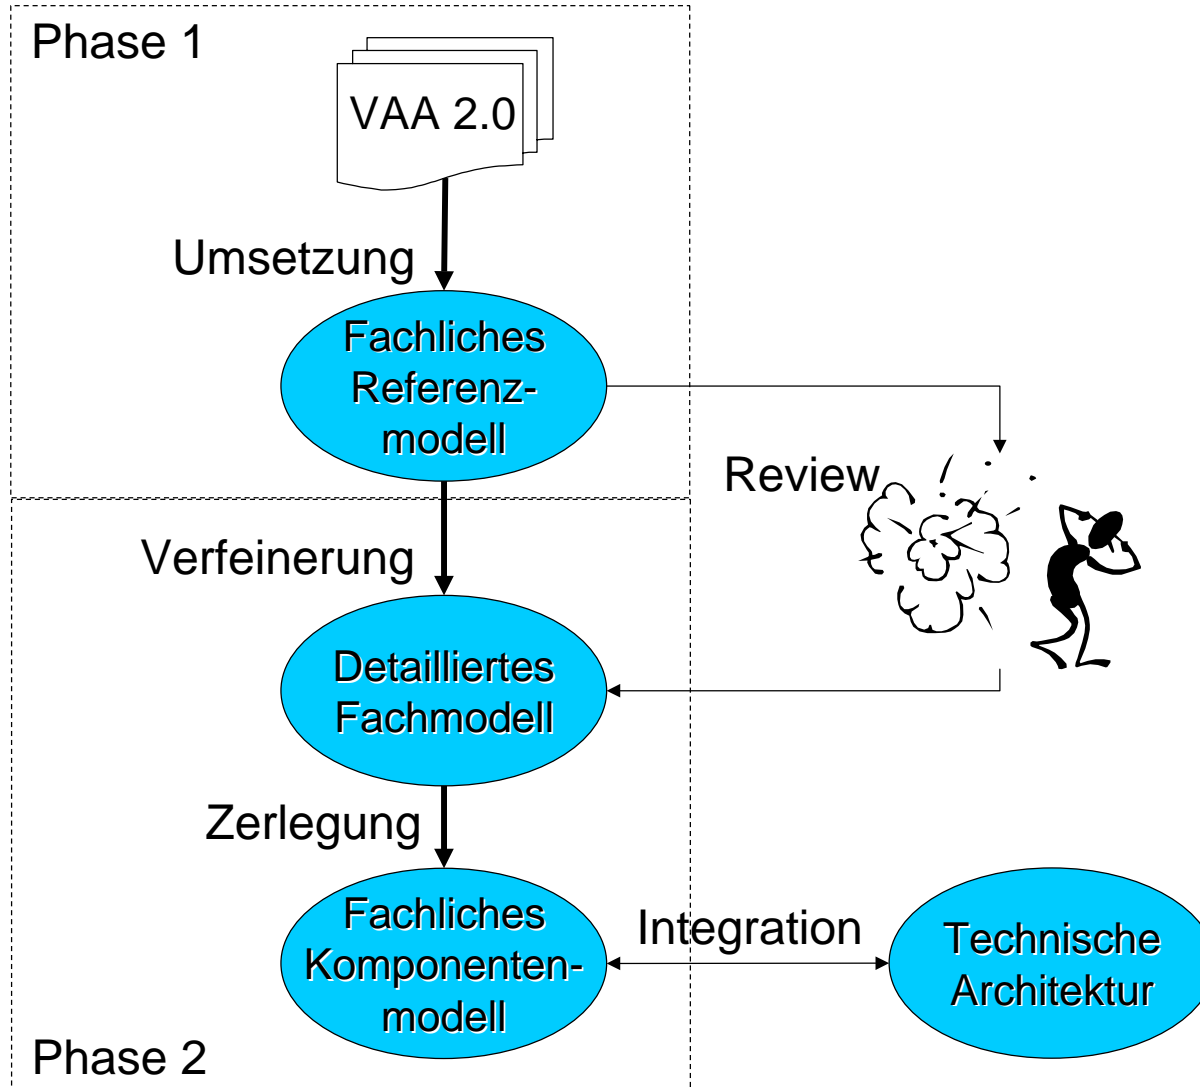 Phase 1
VAA 2.0
Umsetzung
Fachliches
Referenz-
modell
Review
Verfeinerung
Detailliertes
Fachmodell
Zerlegung
Fachliches
Komponenten-
modell
Integration
Technische
Architektur
Phase 2